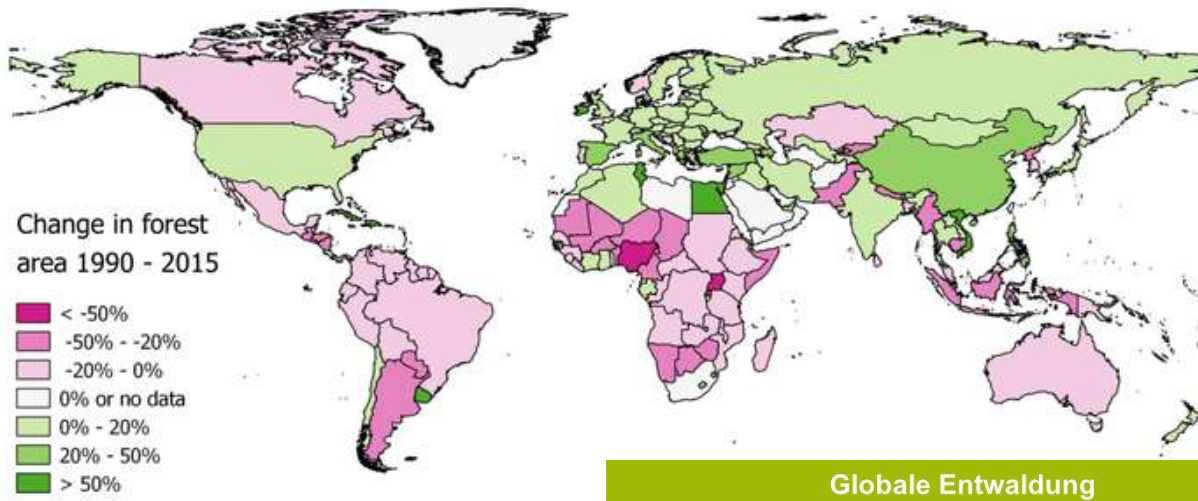 Change in forest
area 1990 - 2015
< -50%
-50% - -20%
-20% - 0%
0% or no data
0% - 20%
20% - 50%
> 50%
Globale Entwaldung